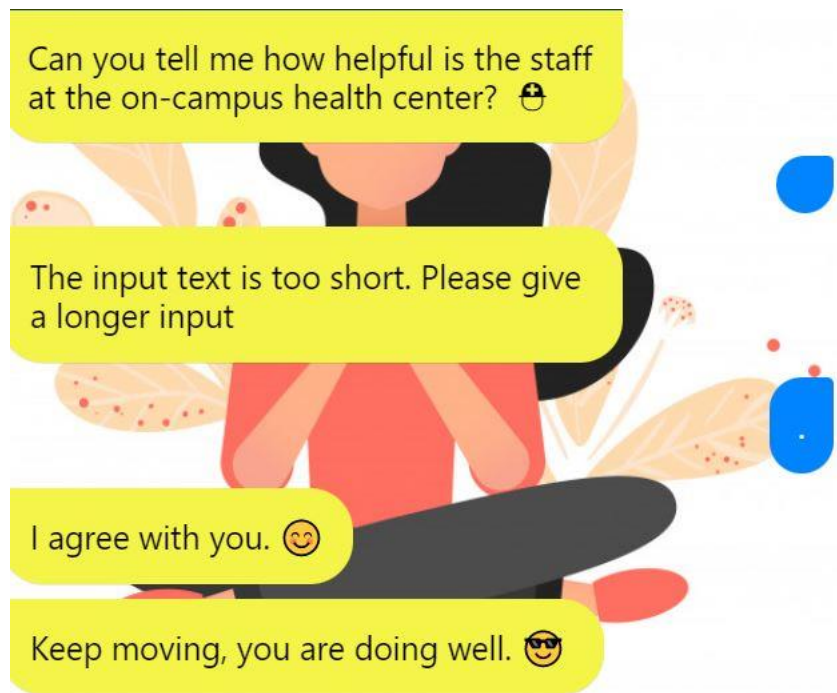 Can you tell me how helpful is the staff
at the on-campus health center? ⛑
The input text is too short. Please give
a longer input
.
I agree with you. 😊
Keep moving, you are doing well. 😎